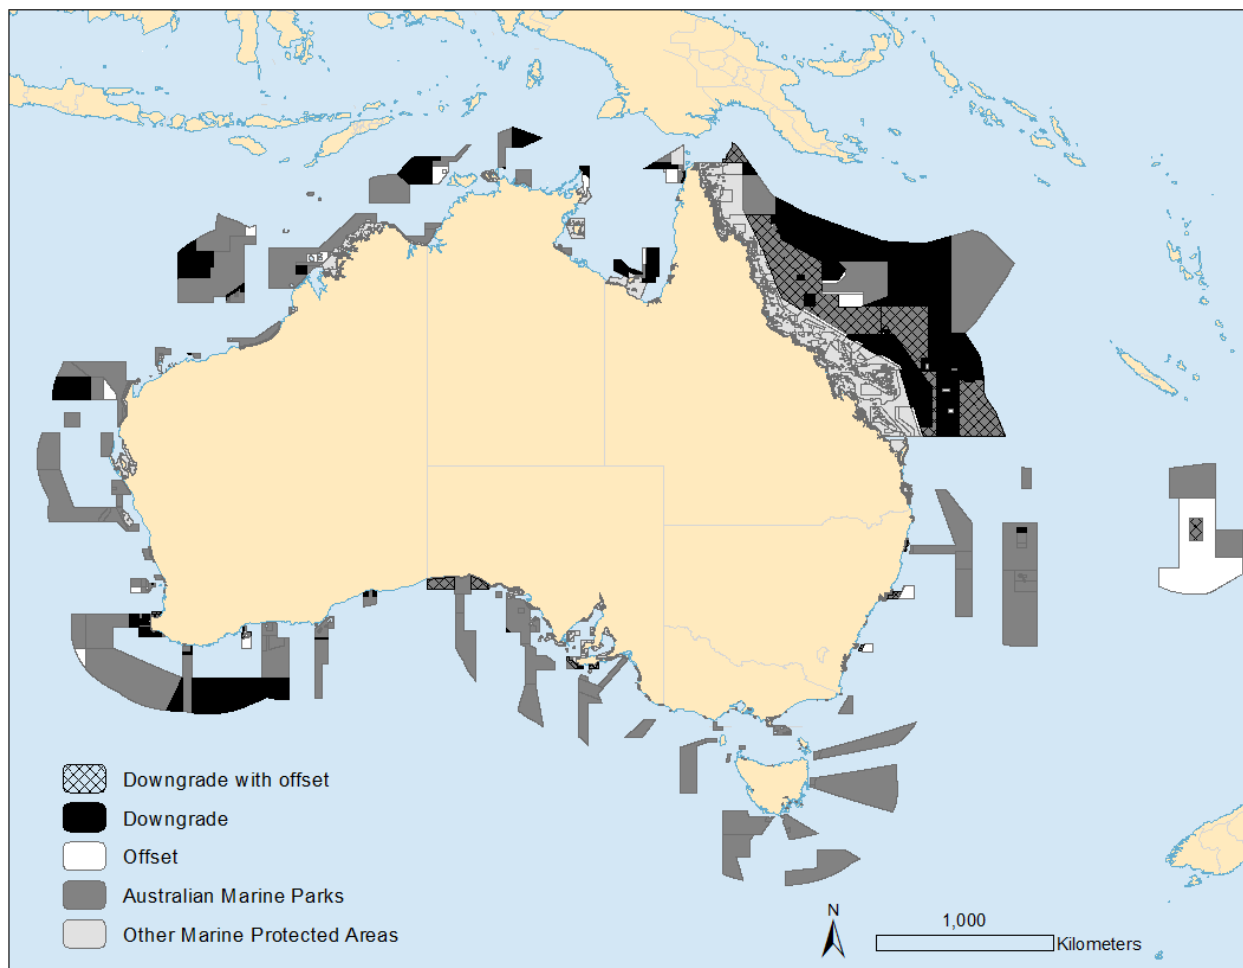 Downgrade with offset
Downgrade
Offset
Australian Marine Parks
Other Marine Protected Areas
N
1,000
Kilometers